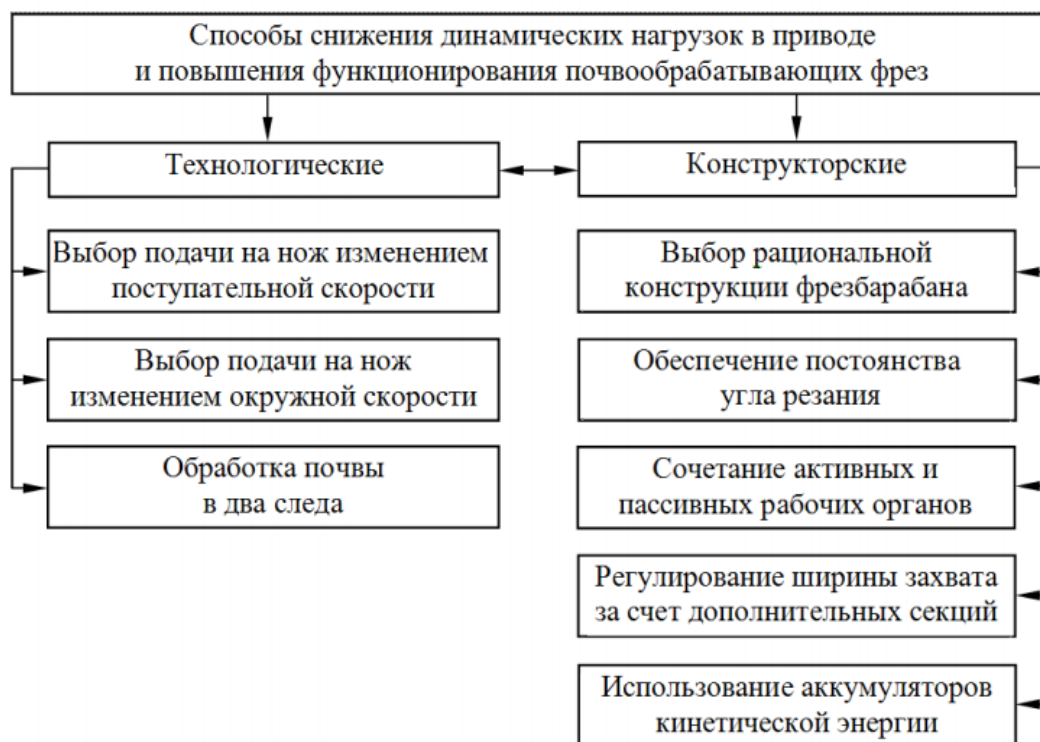 Способы снижения динамических нагрузок в приводе
и повышения функционирования почвообрабатывающих фрез
Технологические
Конструкторские
Выбор подачи на нож изменением
поступательной скорости
Выбор подачи на нож
изменением окружной скорости
Обработка почвы
в два следа
Выбор рациональной
конструкции фрезбарабана
Обеспечение постоянства
угла резания
Сочетание активных и
пассивных рабочих органов
Регулирование ширины захвата
за счет дополнительных секций
Использование аккумуляторов
кинетической энергии